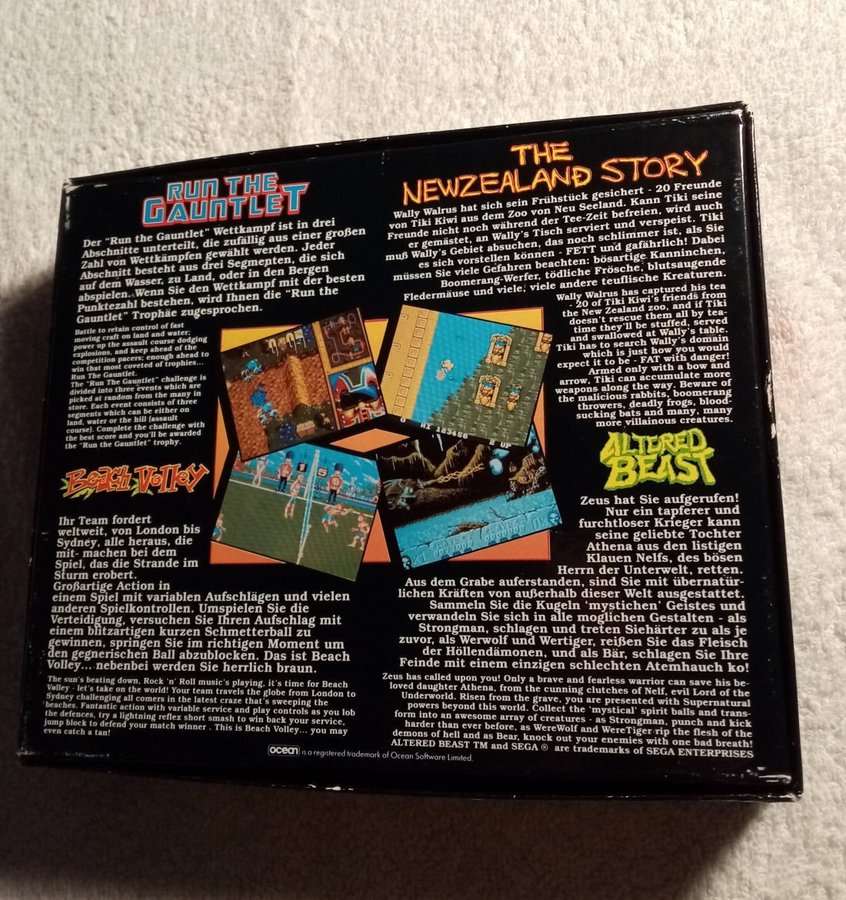 RUN THE
GAUNTLET
Der "Run the Gauntlet" Wettkampf ist in drei
Abschnitte unterteilt, die zufällig aus einer großen
Zahl von Wettkämpfen gewählt werden. Jeder
Abschnitt besteht aus drei Segmenten, die sich
auf dem Wasser, zu Land, oder in den Bergen
abspielen. Wenn Sie den Wettkampf mit der besten
Punktezahl bestehen, wird Ihnen die "Run the
Gauntlet" Trophäe zugesprochen.
Battle to retain control of fast
moving craft on land and water;
power up the assault course dodging
explosions, and keep ahead of the
competition pacers; enough ahead to
win that most coveted of trophies...
Run The Gauntlet.
The "Run The Gauntlet" challenge is
divided into three events which are
picked at random from the many in
store. Each event consists of three
segments which can be either on
land, water or the hill (assault
course). Complete the challenge with
the best score and you'll be awarded
the "Run the Gauntlet" trophy.
THE
NEWZEALAND STORY
Wally Walrus hat sich sein Frühstück gesichert - 20 Freunde
von Tiki Kiwi aus dem Zoo von Neu Seeland. Kann Tiki seine
Freunde nicht noch während der Tee-Zeit befreien, wird auch
er gemästet, an Wally's Tisch serviert und verspeist. Tiki
muß Wally's Gebiet absuchen, das noch schlimmer ist, als Sie
es sich vorstellen können - FETT und gafährlich! Dabei
müssen Sie viele Gefahren beachten: bösartige Kanninchen,
Boomerang-Werfer, tödliche Frösche, blutsaugende
Fledermäuse und viele, viele andere teuflische Kreaturen.
Wally Walrus has captured his tea
- 20 of Tiki Kiwi's friends from
the New Zealand zoo, and if Tiki
doesn't rescue them all by tea-
time they'll be stuffed, served
and swallowed at Wally's table.
Tiki has to search Wally's domain
which is just how you would
expect it to be - FAT with danger!
Armed only with a bow and
arrow, Tiki can accumulate more
weapons along the way. Beware of
the malicious rabbits, boomerang
throwers, deadly frogs, blood-
sucking bats and many, many
more villainous creatures.
0 HI 123456
UP
Beach Volley
Ihr Team fordert
weltweit, von London bis
Sydney, alle heraus, die
mit- machen bei dem
Spiel, das die Strande im
Sturm erobert.
Großartige Action in
einem Spiel mit variablen Aufschlägen und vielen
anderen Spielkontrollen. Umspielen Sie die
Verteidigung, versuchen Sie Ihren Aufschlag mit
einem blitzartigen kurzen Schmetterball zu
gewinnen, springen Sie im richtigen Moment um
den gegnerischen Ball abzublocken. Das ist Beach
Volley... nebenbei werden Sie herrlich braun.
The sun's beating down, Rock 'n' Roll music's playing, it's time for Beach
Volley - let's take on the world! Your team travels the globe from London to
Sydney challenging all comers in the latest craze that's sweeping the
beaches. Fantastic action with variable service and play controls as you lob
the defences, try a lightning reflex short smash to win back your service,
jump block to defend your match winner . This is Beach Volley... you may
even catch a tan!
ALTERED
BEAST
Zeus hat Sie aufgerufen!
Nur ein tapferer und
furchtloser Krieger kann
seine geliebte Tochter
Athena aus den listigen
Klauen Nelfs, des bösen
Herrn der Unterwelt, retten.
Aus dem Grabe auferstanden, sind Sie mit übernatür-
lichen Kräften von außerhalb dieser Welt ausgestattet.
Sammeln Sie die Kugeln 'mystichen' Geistes und
verwandeln Sie sich in alle moglichen Gestalten - als
Strongman, schlagen und treten Siehärter zu als je
zuvor, als Werwolf und Wertiger, reißen Sie das Fleisch
der Höllendämonen, und als Bär, schlagen Sie Ihre
Feinde mit einem einzigen schlechten Atemhauch ko!
Zeus has called upon you! Only a brave and fearless warrior can save his be-
loved daughter Athena, from the cunning clutches of Nelf, evil Lord of the
Underworld. Risen from the grave, you are presented with Supernatural
powers beyond this world. Collect the 'mystical' spirit balls and trans-
form into an awesome array of creatures - as Strongman, punch and kick
harder than ever before, as WereWolf and WereTiger rip the flesh of the
demons of hell and as Bear, knock out your enemies with one bad breath!
ALTERED BEAST TM and SEGA ® are trademarks of SEGA ENTERPRISES
ocean is a registered trademark of Ocean Software Limited.